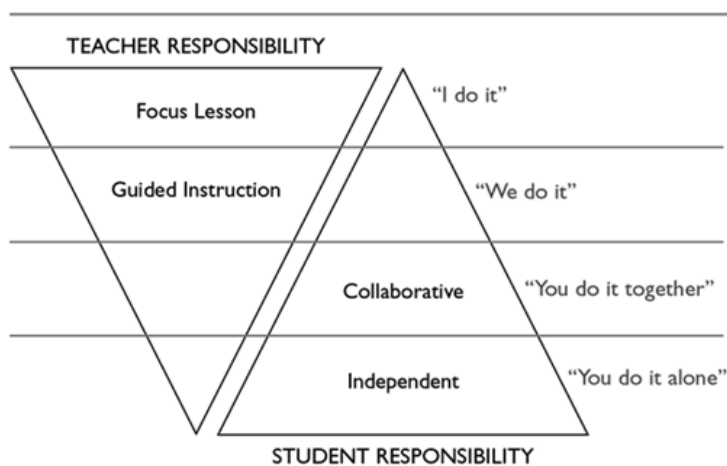 TEACHER RESPONSIBILITY
Focus Lesson
“I do it”
Guided Instruction
“We do it”
Collaborative
“You do it together”
Independent
“You do it alone”
STUDENT RESPONSIBILITY